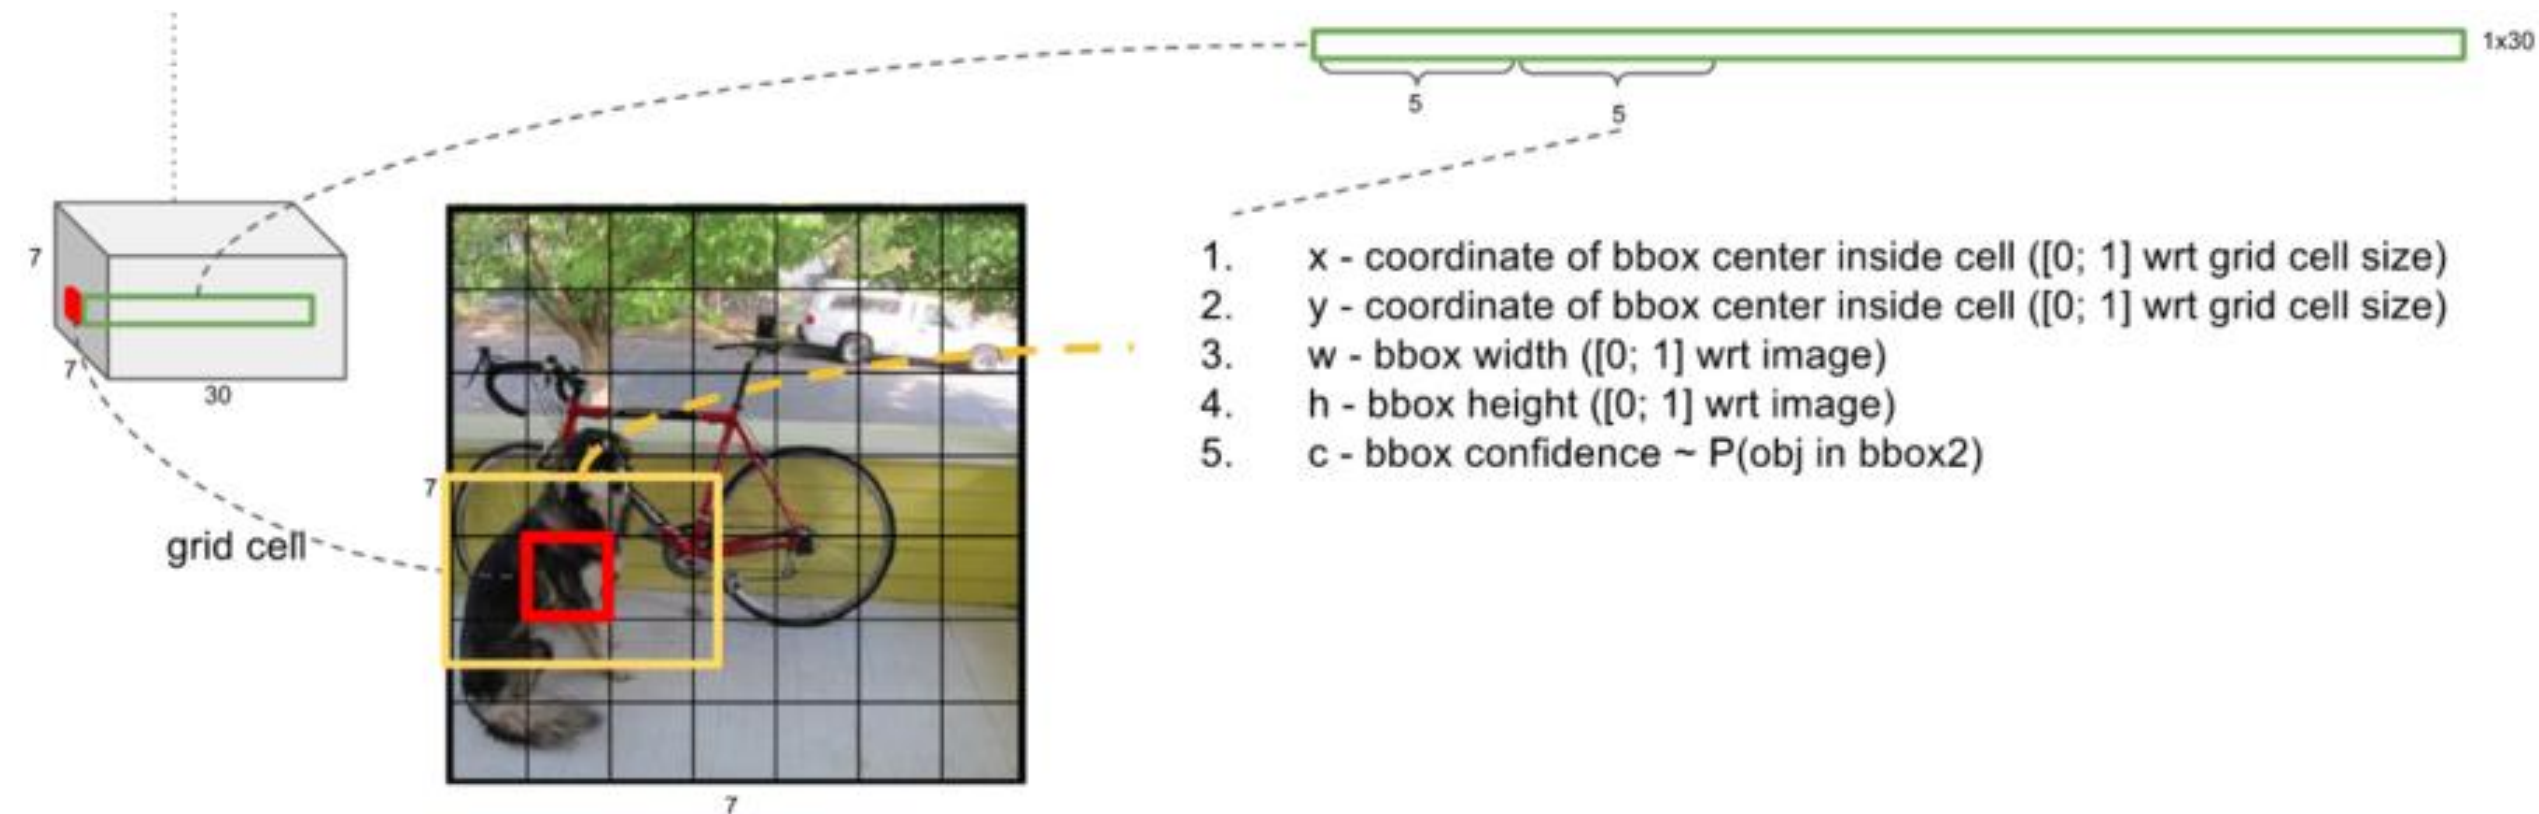 1x30
5
5
7
7
30
1. x - coordinate of bbox center inside cell ([0; 1] wrt grid cell size)
2. y - coordinate of bbox center inside cell ([0; 1] wrt grid cell size)
3. w - bbox width ([0; 1] wrt image)
4. h - bbox height ([0; 1] wrt image)
5. c - bbox confidence ~ P(obj in bbox2)
7
grid cell
7